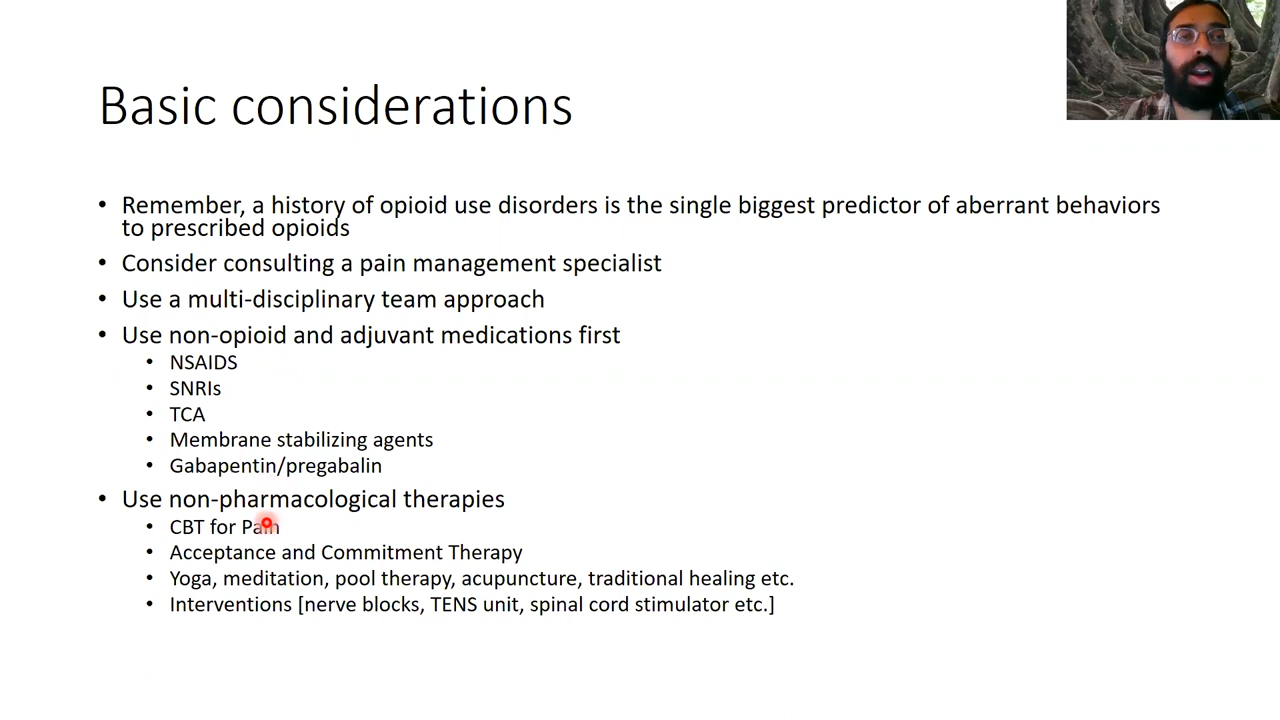 Basic considerations
• Remember, a history of opioid use disorders is the single biggest predictor of aberrant behaviors
to prescribed opioids
• Consider consulting a pain management specialist
• Use a multi-disciplinary team approach
• Use non-opioid and adjuvant medications first
• NSAIDS
• SNRIs
• TCA
• Membrane stabilizing agents
• Gabapentin/pregabalin
• Use non-pharmacological therapies
• CBT for Pain
• Acceptance and Commitment Therapy
• Yoga, meditation, pool therapy, acupuncture, traditional healing etc.
• Interventions [nerve blocks, TENS unit, spinal cord stimulator etc.]